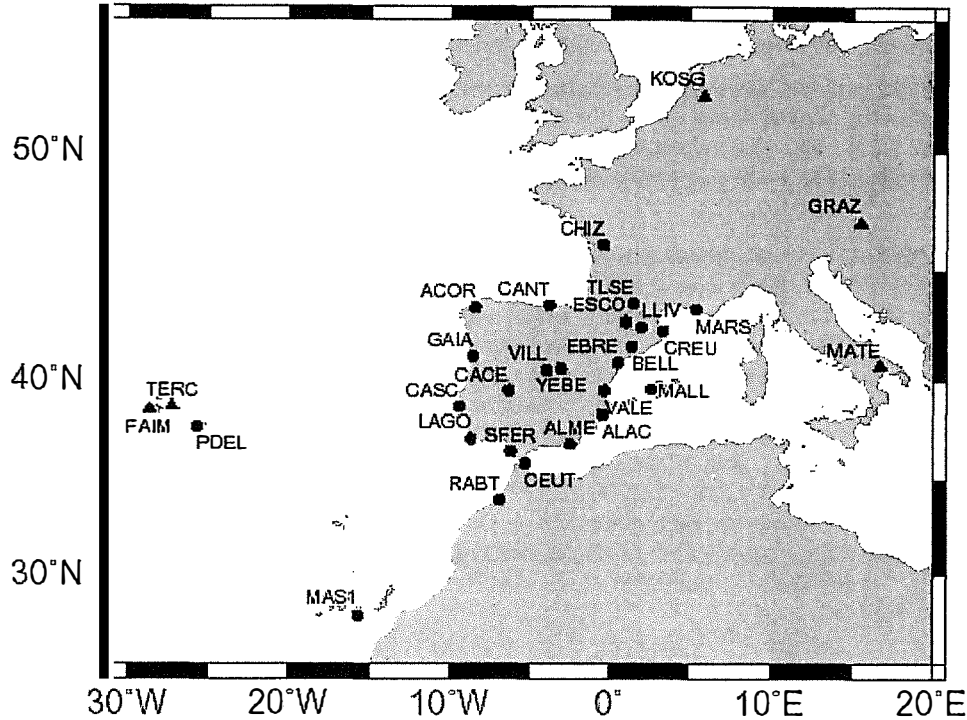 KOSG
50°N
GRAZ
CHIZ
ACOR
CANT
TLSE
ESCO
LLIV
MARS
GAIA
VILL
EBRE
CREU
MATE
40°N
TERC
CASC
CACE
YEBE
BELL
MALL
FAIM
PDEL
LAGO
SFER
ALME
VALE
ALAC
RABT
CEUT
30°N
MAS1
30°W
20°W
10°W
0°
10°E
20°E